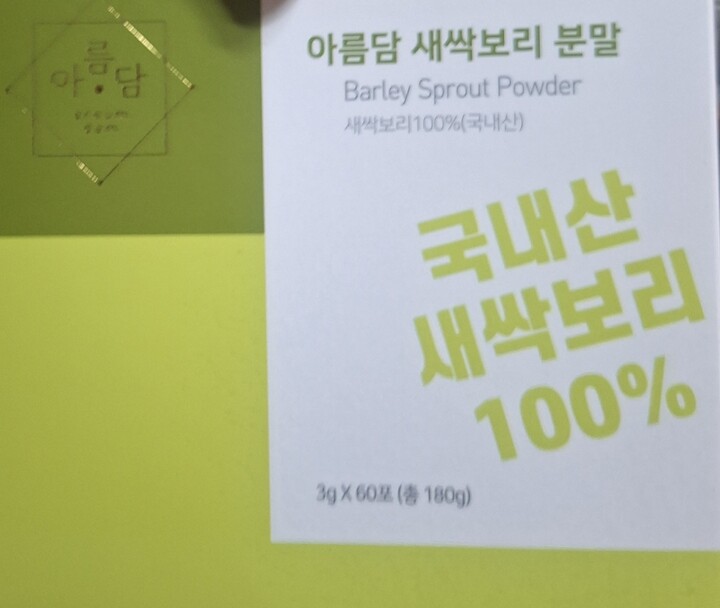 아름담
areum
dam
아름담 새싹보리 분말
Barley Sprout Powder
새싹보리100%(국내산)
국내산
새싹보리
100%
3g X 60포 (총 180g)